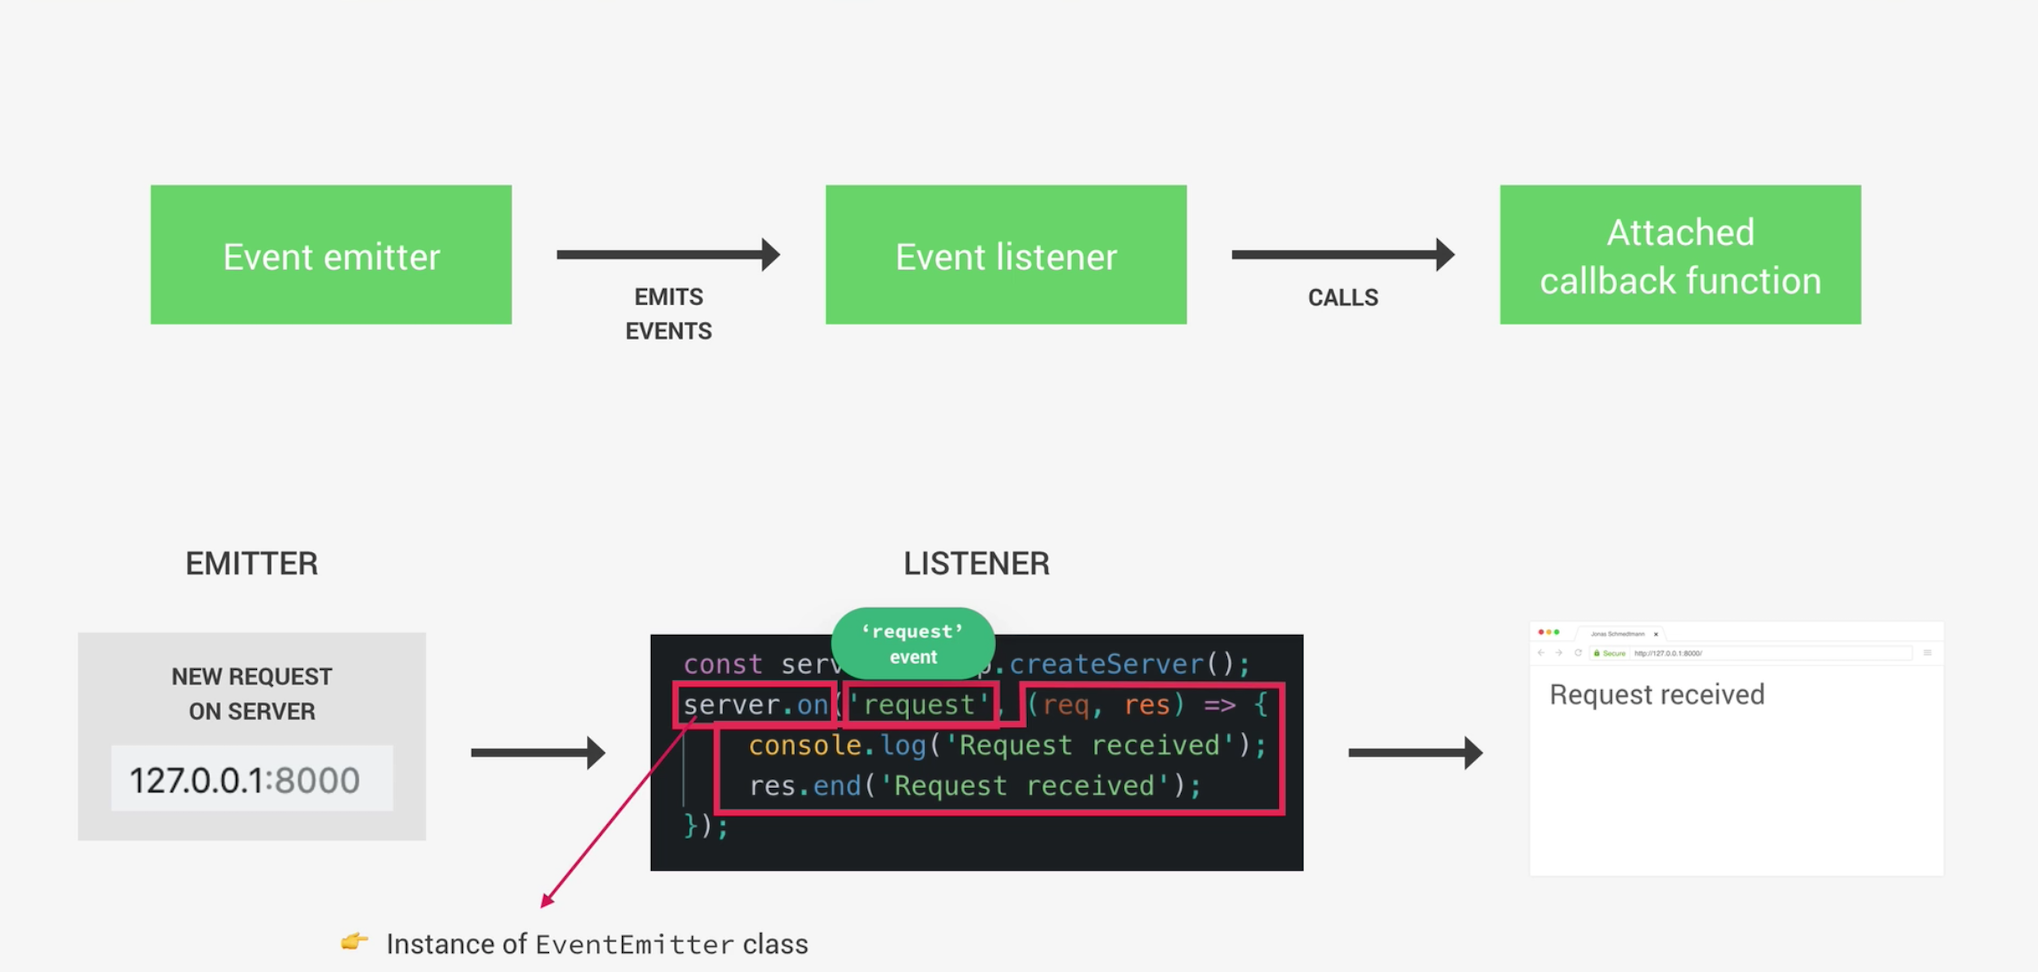 Event emitter
EMITS
EVENTS
Event listener
CALLS
Attached
callback function
EMITTER
NEW REQUEST
ON SERVER
127.0.0.1:8000
LISTENER
‘request’
event
const serv p.createServer();
server.on('request', (req, res) => {
console.log('Request received');
res.end('Request received');
});
Jonas Schmedtmann
Secure http://127.0.0.1:8000/
Request received
👉 Instance of EventEmitter class